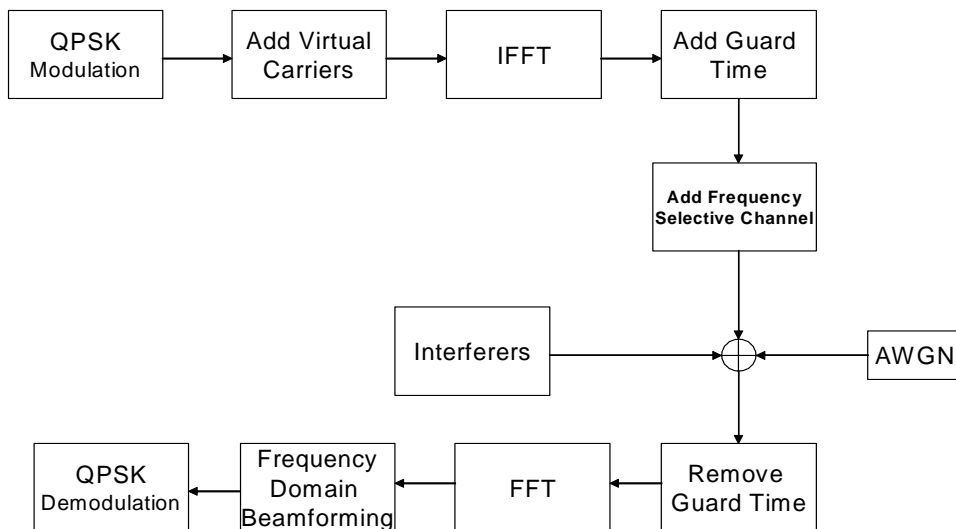 QPSK
Modulation
Add Virtual
Carriers
IFFT
Add Guard
Time
Add Frequency
Selective Channel
Interferers
AWGN
QPSK
Demodulation
Frequency
Domain
Beamforming
FFT
Remove
Guard Time